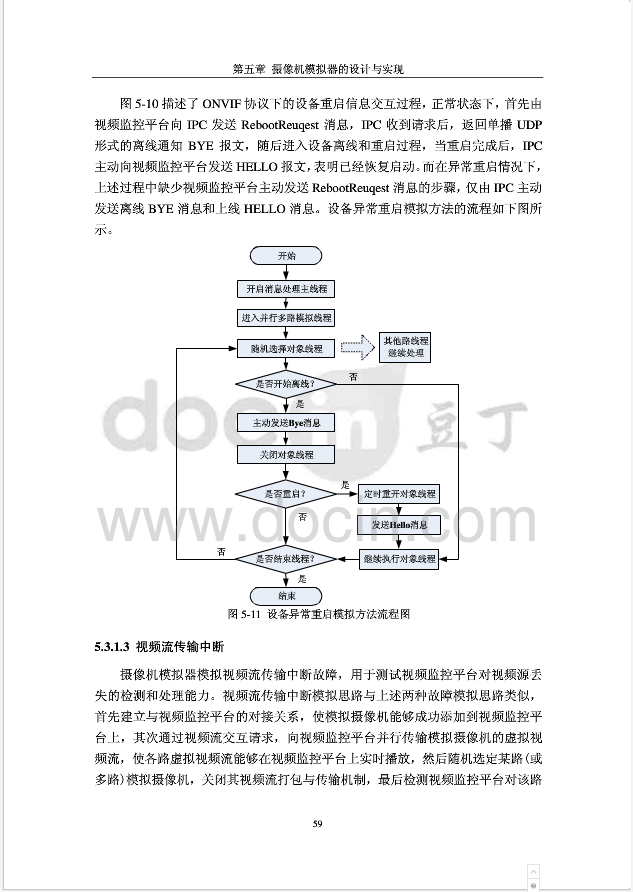 第五章 摄像机模拟器的设计与实现
图 5-10 描述了 ONVIF 协议下的设备重启信息交互过程，正常状态下，首先由
视频监控平台向 IPC 发送 RebootReuqest 消息，IPC 收到请求后，返回单播 UDP
形式的离线通知 BYE 报文，随后进入设备离线和重启过程，当重启完成后，IPC
主动向视频监控平台发送 HELLO 报文，表明已经恢复启动。而在异常重启情况下，
上述过程中缺少视频监控平台主动发送 RebootReuqest 消息的步骤，仅由 IPC 主动
发送离线 BYE 消息和上线 HELLO 消息。设备异常重启模拟方法的流程如下图所
示。
开始
开启消息处理主线程
进入并行多路模拟线程
随机选择对象线程
其他路线程
继续处理
是否开始离线？
否
是
主动发送Bye消息
关闭对象线程
是否重启？
是
定时重开对象线程
否
发送Hello消息
否
是否结束线程？
继续执行对象线程
是
结束
docin 豆丁
www.docin.com
图 5-11 设备异常重启模拟方法流程图
5.3.1.3 视频流传输中断
摄像机模拟器模拟视频流传输中断故障，用于测试视频监控平台对视频源丢
失的检测和处理能力。视频流传输中断模拟思路与上述两种故障模拟思路类似，
首先建立与视频监控平台的对接关系，使模拟摄像机能够成功添加到视频监控平
台上，其次通过视频流交互请求，向视频监控平台并行传输模拟摄像机的虚拟视
频流，使各路虚拟视频流能够在视频监控平台上实时播放，然后随机选定某路(或
多路)模拟摄像机，关闭其视频流打包与传输机制，最后检测视频监控平台对该路
59